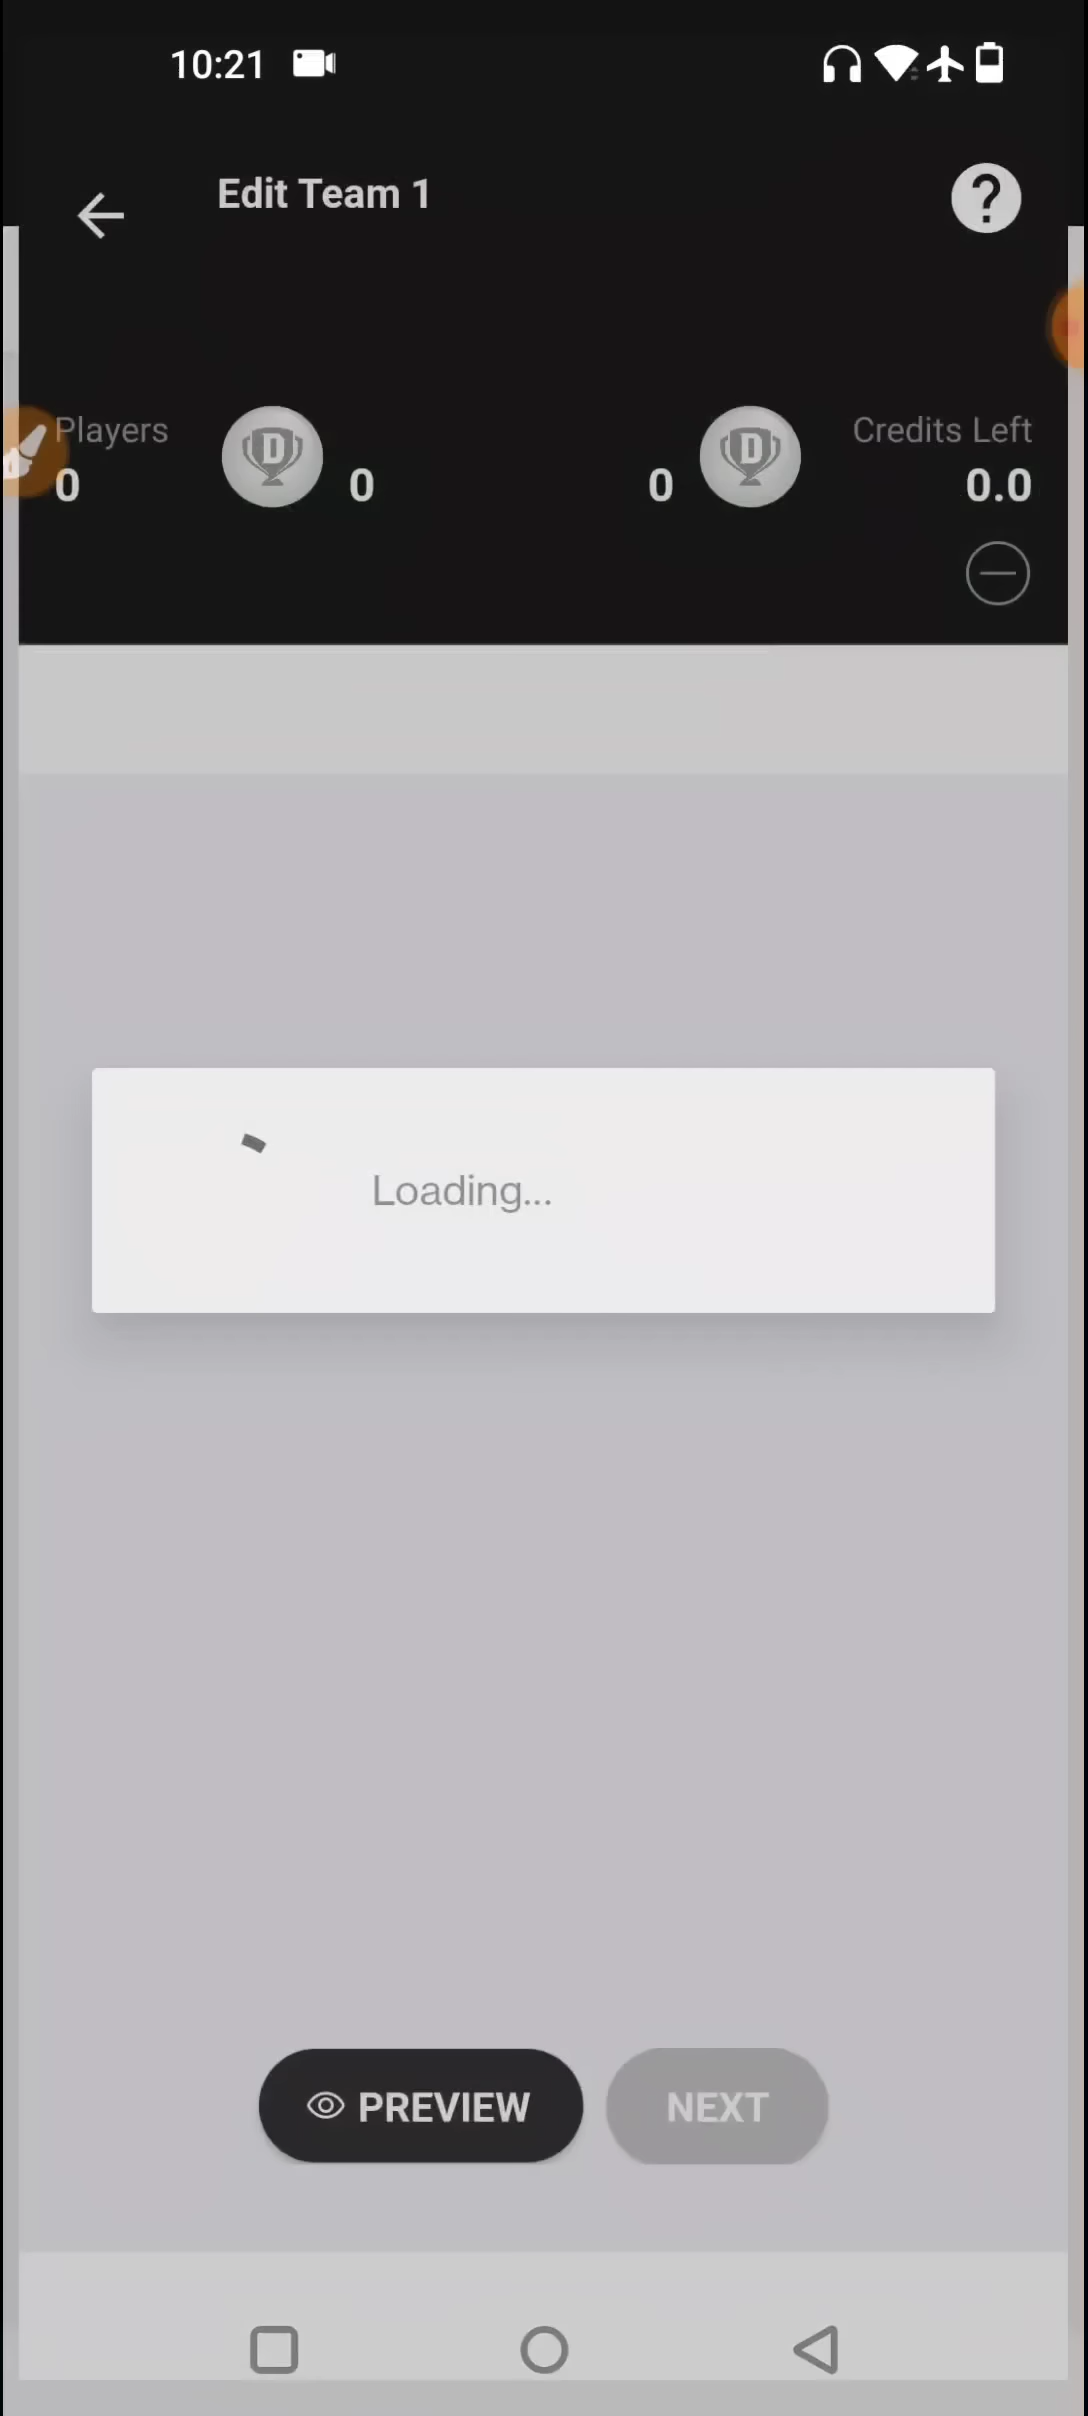 10:21
Edit Team 1
?
Players
Credits Left
D
D
0
0
0
0.0
Loading...
PREVIEW
NEXT